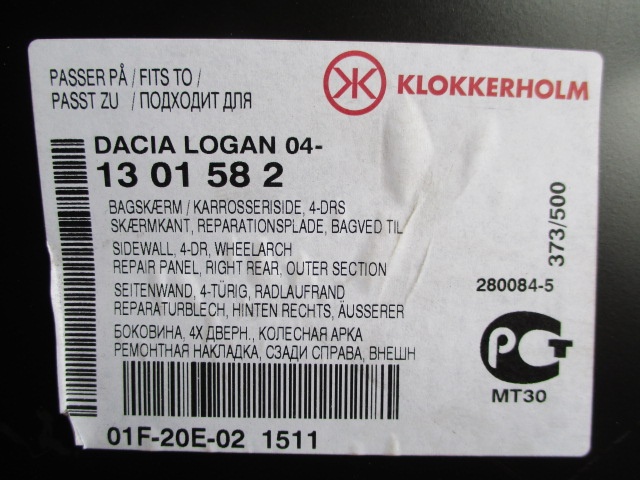 PASSER PÅ / FITS TO /
PASST ZU / ПОДХОДИТ ДЛЯ
KLOKKERHOLM
DACIA LOGAN 04-
13 01 58 2
BAGSKÆRM / KARROSSERISIDE, 4-DRS
SKÆRMKANT, REPARATIONSPLADE, BAGVED TIL
SIDEWALL, 4-DR, WHEELARCH
REPAIR PANEL, RIGHT REAR, OUTER SECTION
SEITENWAND, 4-TÜRIG, RADLAUFRAND
REPARATURBLECH, HINTEN RECHTS, ÄUSSERER
БОКОВИНА, 4Х ДВЕРН., КОЛЕСНАЯ АРКА
РЕМОНТНАЯ НАКЛАДКА, СЗАДИ СПРАВА, ВНЕШН
01F-20E-02 1511
373/500
280084-5
РСТ
МТ30